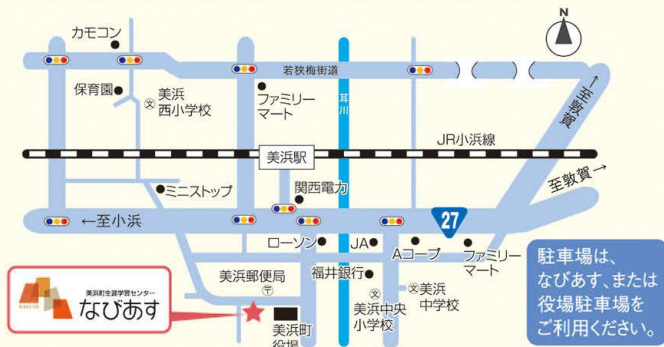 カモコン
N
若狭梅街道
保育園
文 美浜
西小学校
ファミリー
マート
耳川
←至敦賀
JR小浜線
美浜駅
至敦賀→
ミニストップ
関西電力
←至小浜
27
ローソン
JA
Aコープ
ファミリー
マート
美浜郵便局
〒
福井銀行
文
美浜中央
小学校
文 美浜
中学校
美浜町
役場
美浜町生涯学習センター
なびあす
駐車場は、
なびあす、または
役場駐車場を
ご利用ください。